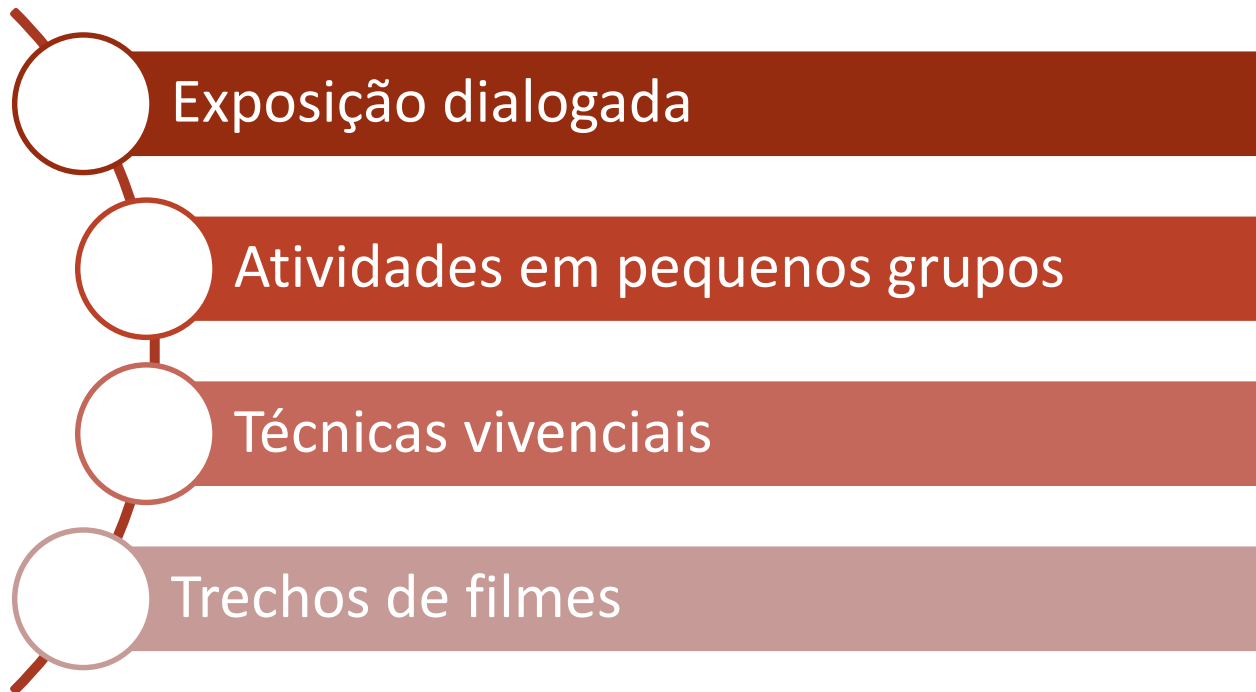 Exposição dialogada
Atividades em pequenos grupos
Técnicas vivenciais
Trechos de filmes